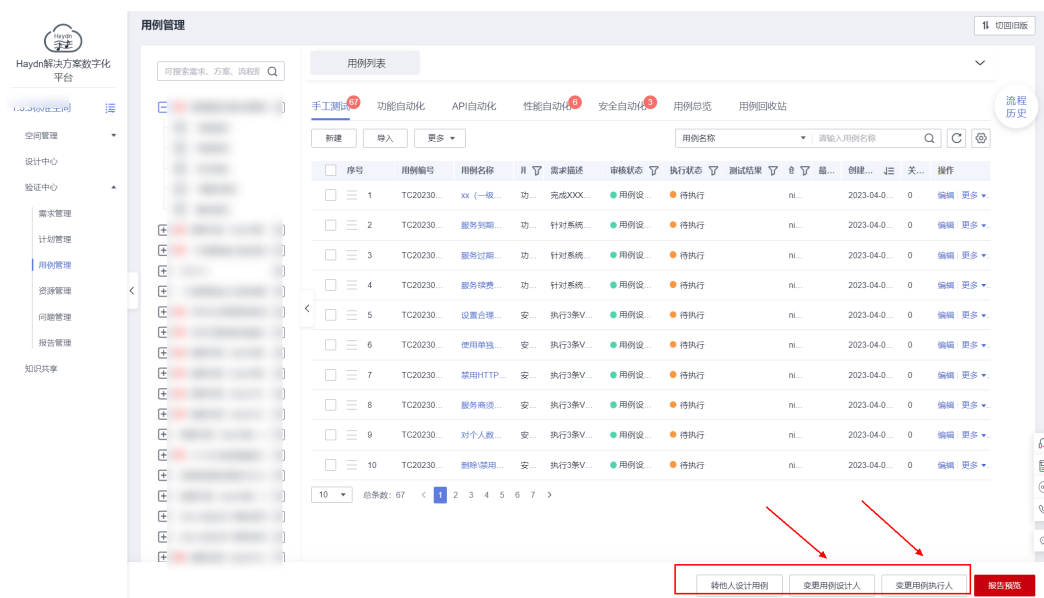 用例管理
切回旧版
Haydn
Haydn解决方案数字化
平台
空间管理
设计中心
验证中心
需求管理
计划管理
用例管理
资源管理
问题管理
报告管理
知识共享
可搜索需求、方案、流程阶
用例列表
流程
历史
手工测试 67 功能自动化 API自动化 性能自动化 6 安全自动化 3 用例总览 用例回收站
新建 导入 更多 用例名称 请输入用例名称
序号 用例编号 用例名称 需求描述 审核状态 执行状态 测试结果 最... 创建... 关... 操作
1 TC20230... xx（一级... 功... 完成XXX... 用例设... 待执行 ni... 2023-04-0... 0 编辑 更多
2 TC20230... 服务到期... 功... 针对系统... 用例设... 待执行 ni... 2023-04-0... 0 编辑 更多
3 TC20230... 服务过期... 功... 针对系统... 用例设... 待执行 ni... 2023-04-0... 0 编辑 更多
4 TC20230... 服务续费... 功... 针对系统... 用例设... 待执行 ni... 2023-04-0... 0 编辑 更多
5 TC20230... 设置合理... 安... 执行3条V... 用例设... 待执行 ni... 2023-04-0... 0 编辑 更多
6 TC20230... 使用单独... 安... 执行3条V... 用例设... 待执行 ni... 2023-04-0... 0 编辑 更多
7 TC20230... 禁用HTTP... 安... 执行3条V... 用例设... 待执行 ni... 2023-04-0... 0 编辑 更多
8 TC20230... 服务商须... 安... 执行3条V... 用例设... 待执行 ni... 2023-04-0... 0 编辑 更多
9 TC20230... 对个人数... 安... 执行3条V... 用例设... 待执行 ni... 2023-04-0... 0 编辑 更多
10 TC20230... 删除\禁用... 安... 执行3条V... 用例设... 待执行 ni... 2023-04-0... 0 编辑 更多
10 总条数: 67 < 1 2 3 4 5 6 7 >
转他人设计用例 变更用例设计人 变更用例执行人 报告预览